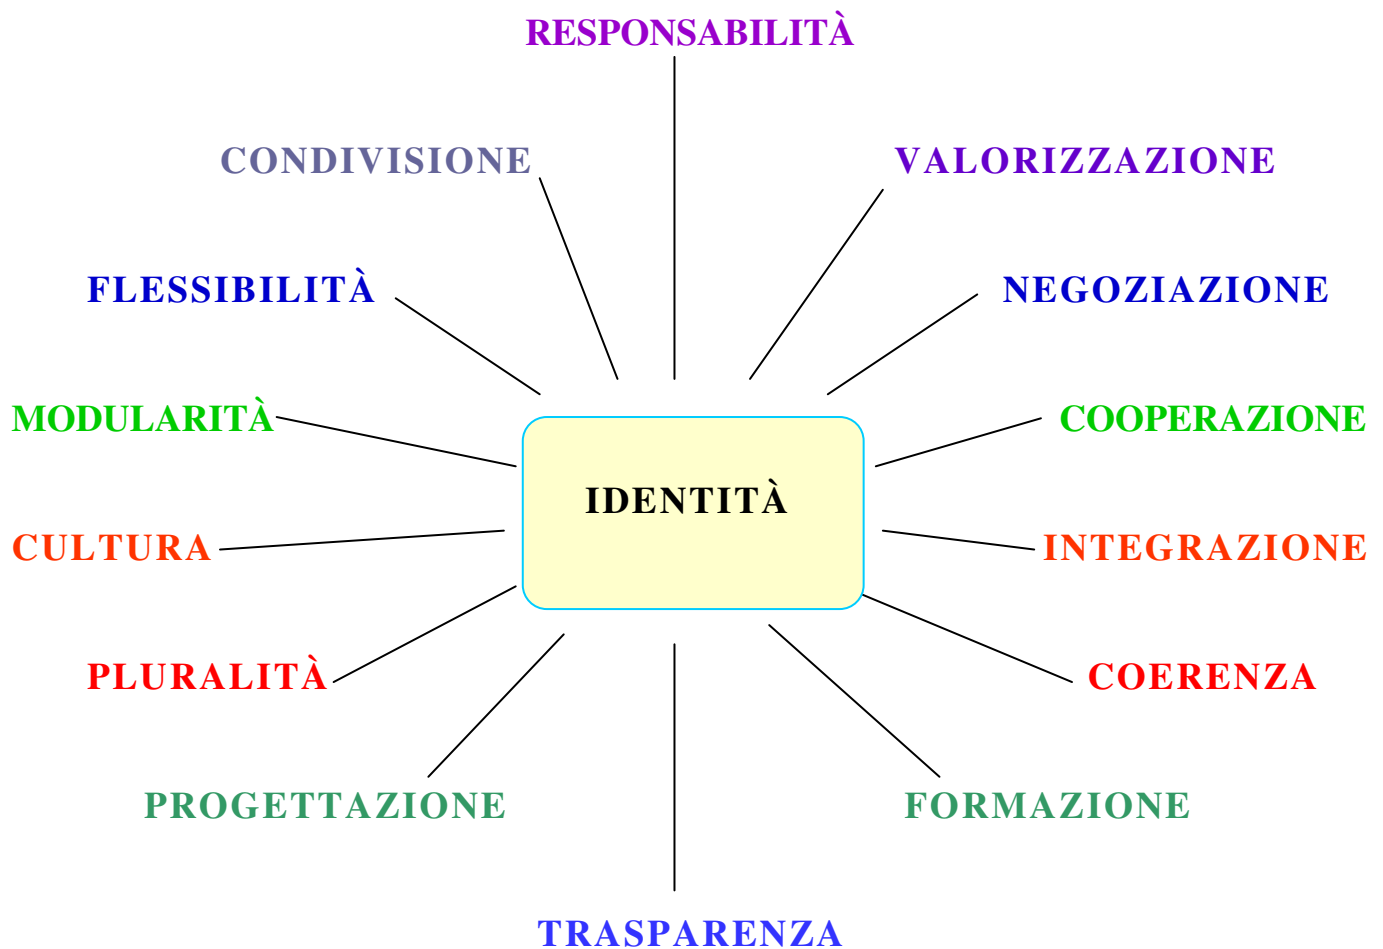 RESPONSABILITÀ
CONDIVISIONE
VALORIZZAZIONE
FLESSIBILITÀ
NEGOZIAZIONE
MODULARITÀ
COOPERAZIONE
IDENTITÀ
CULTURA
INTEGRAZIONE
PLURALITÀ
COERENZA
PROGETTAZIONE
FORMAZIONE
TRASPARENZA